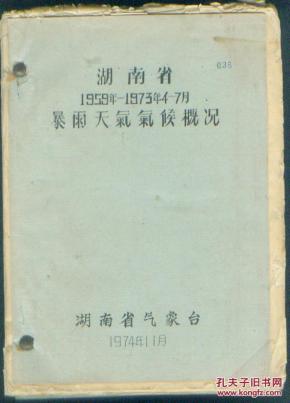 湖南省
036
1959年-1973年4-7月
暴雨天氣氣候概況
湖南省气象台
1974年11月
孔夫子旧书网